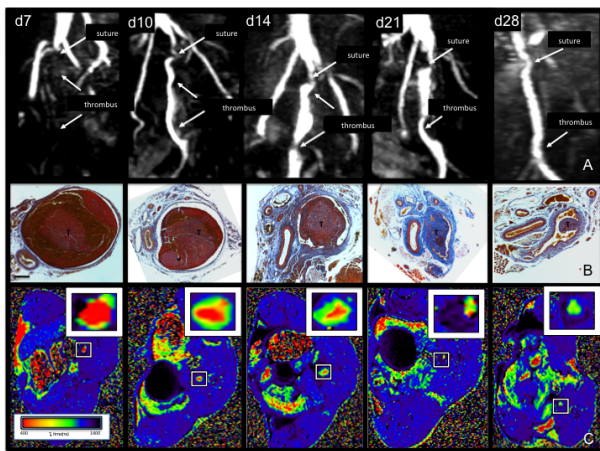 d7
d10
d14
d21
d28
suture
suture
suture
suture
suture
thrombus
thrombus
thrombus
thrombus
thrombus
A
T
T
T
T
T
B
400
T₁ time(ms)
1400
C